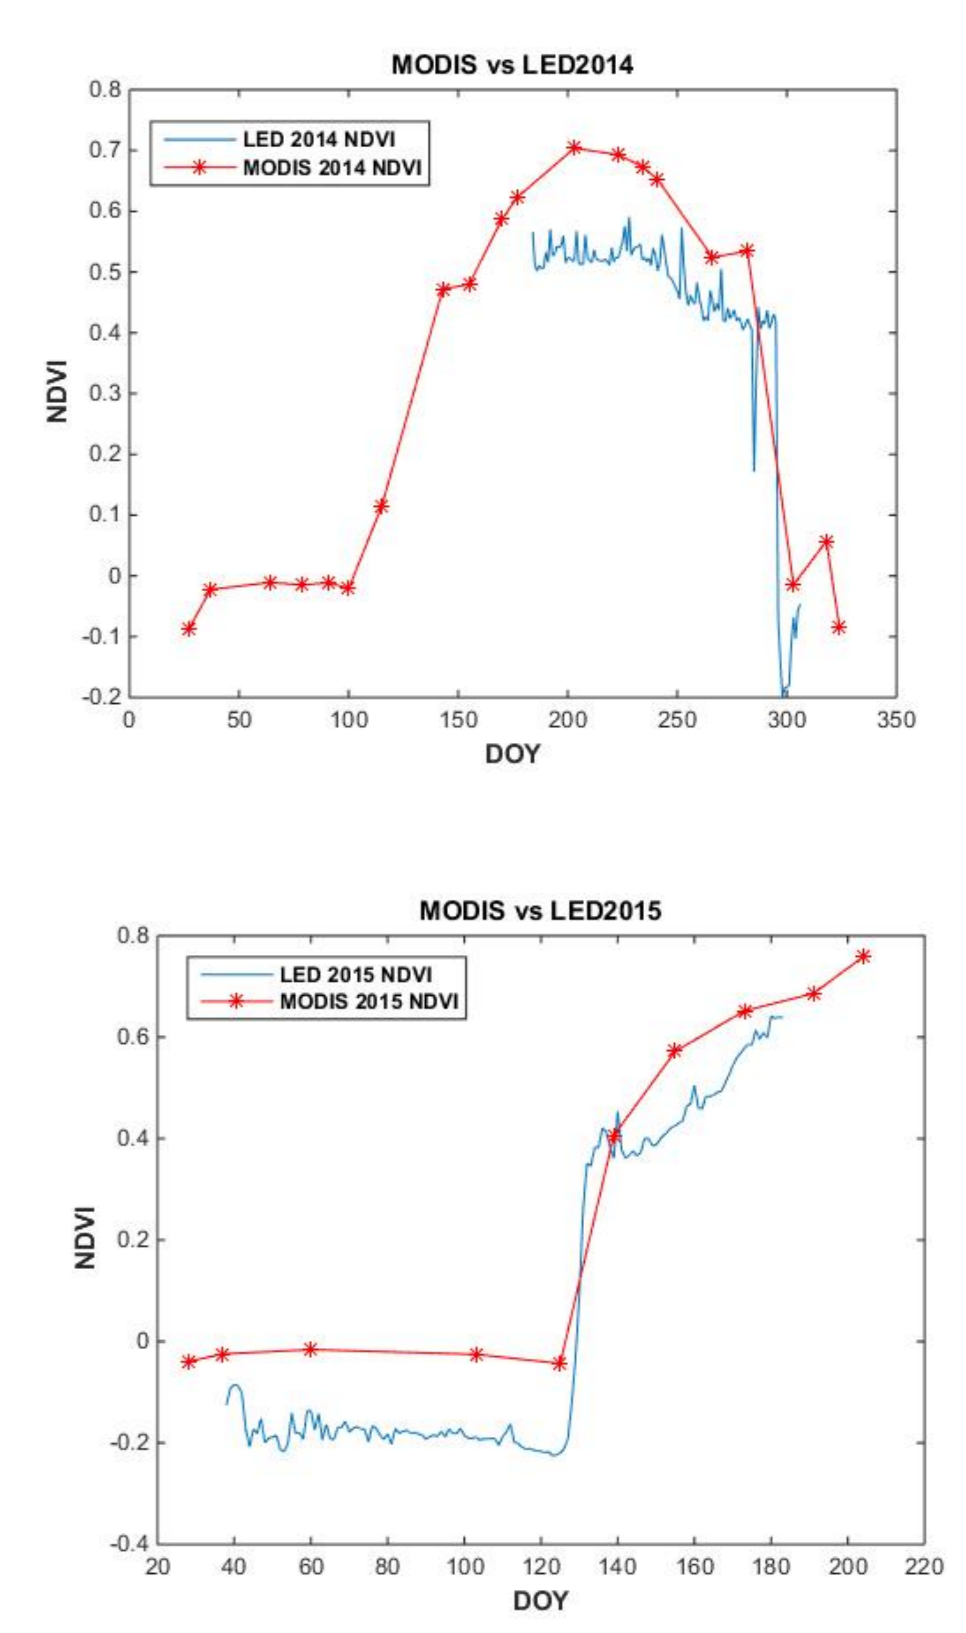 MODIS vs LED2014
0.8
LED 2014 NDVI
MODIS 2014 NDVI
0.7
0.6
0.5
0.4
0.3
0.2
0.1
0
-0.1
-0.2
NDVI
0 50 100 150 200 250 300 350
DOY
MODIS vs LED2015
0.8
LED 2015 NDVI
MODIS 2015 NDVI
0.6
0.4
0.2
0
-0.2
-0.4
NDVI
20 40 60 80 100 120 140 160 180 200 220
DOY